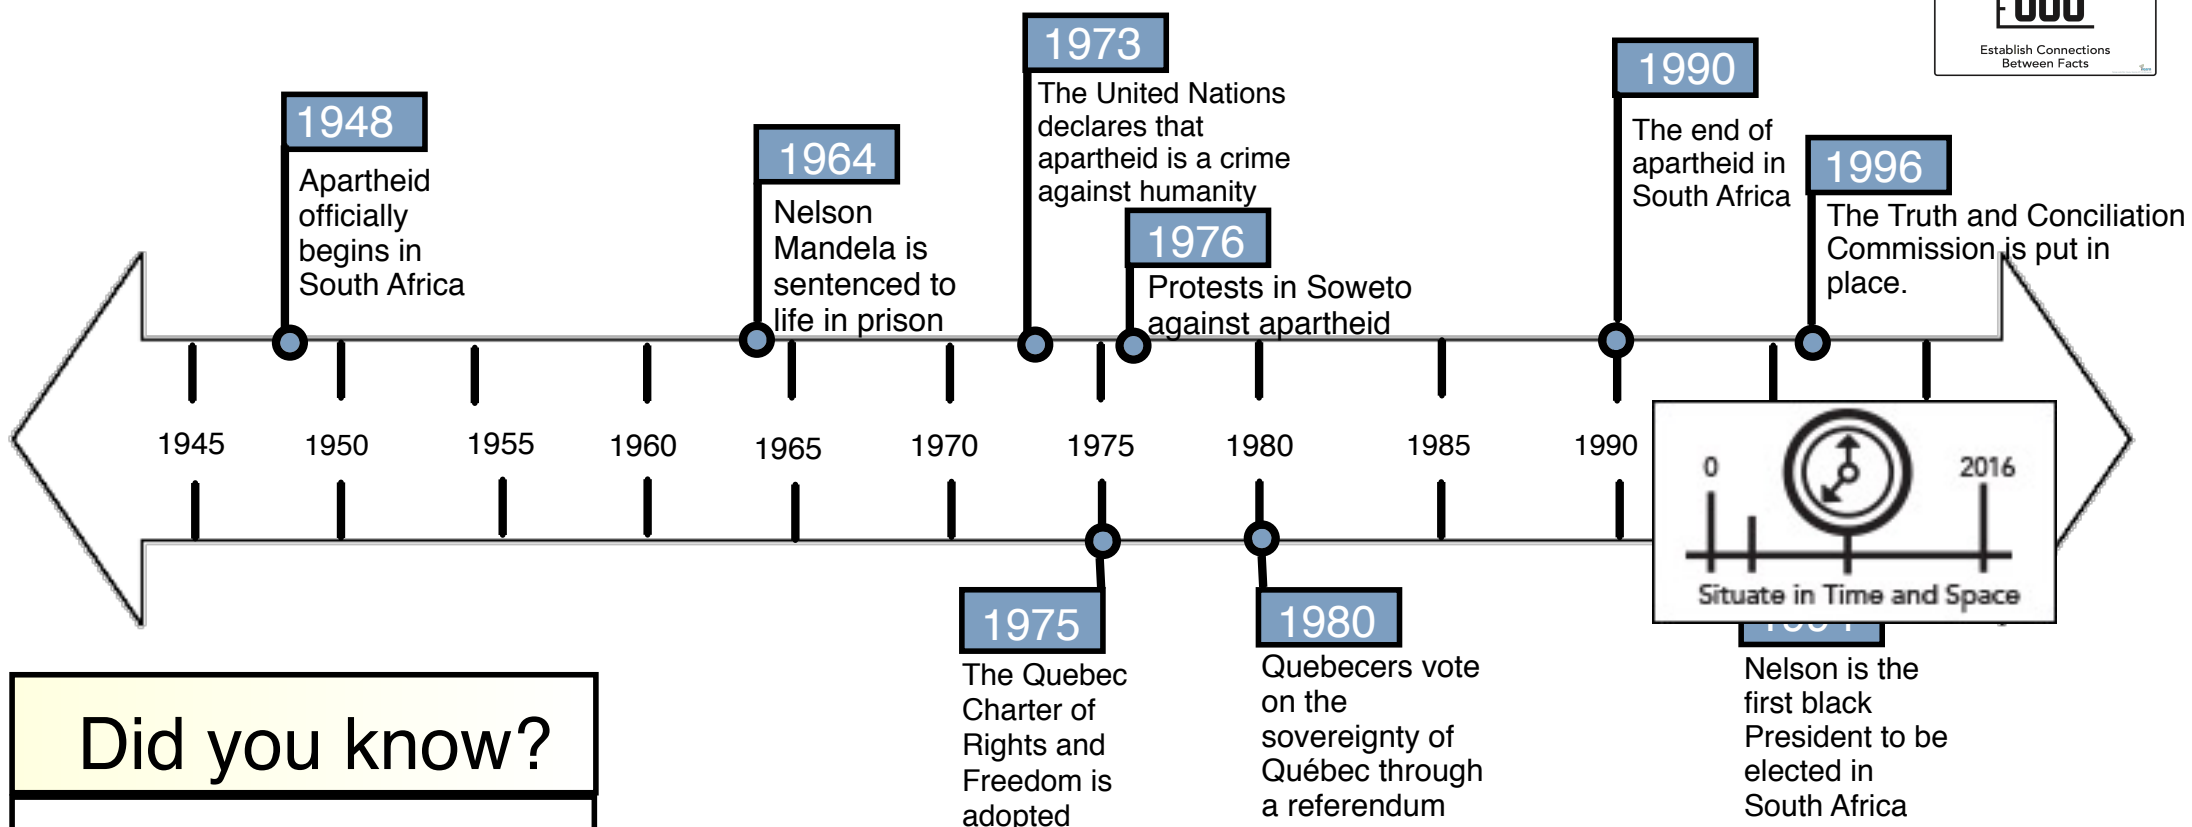 Establish Connections
Between Facts
1948
Apartheid
officially
begins in
South Africa
1964
Nelson
Mandela is
sentenced to
life in prison
1973
The United Nations
declares that
apartheid is a crime
against humanity
1976
Protests in Soweto
against apartheid
1990
The end of
apartheid in
South Africa
1996
The Truth and Conciliation
Commission is put in
place.
1945 1950 1955 1960 1965 1970 1975 1980 1985 1990
0 2016
Situate in Time and Space
1975
The Quebec
Charter of
Rights and
Freedom is
adopted
1980
Quebecers vote
on the
sovereignty of
Québec through
a referendum
Nelson is the
first black
President to be
elected in
South Africa
Did you know?